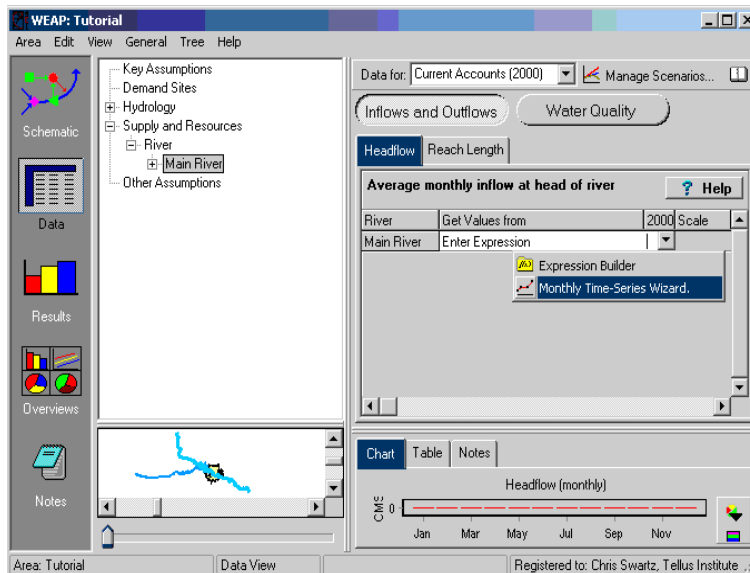 WEAP: Tutorial
Area Edit View General Tree Help
Schematic
Data
Results
Overviews
Notes
Key Assumptions
Demand Sites
Hydrology
Supply and Resources
River
Main River
Other Assumptions
Data for: Current Accounts (2000) Manage Scenarios...
Inflows and Outflows Water Quality
Headflow Reach Length
Average monthly inflow at head of river ? Help
River Get Values from 2000 Scale
Main River Enter Expression
Expression Builder
Monthly Time-Series Wizard.
Chart Table Notes
Headflow (monthly)
CMS
0
Jan Mar May Jul Sep Nov
Area: Tutorial Data View Registered to: Chris Swartz, Tellus Institute